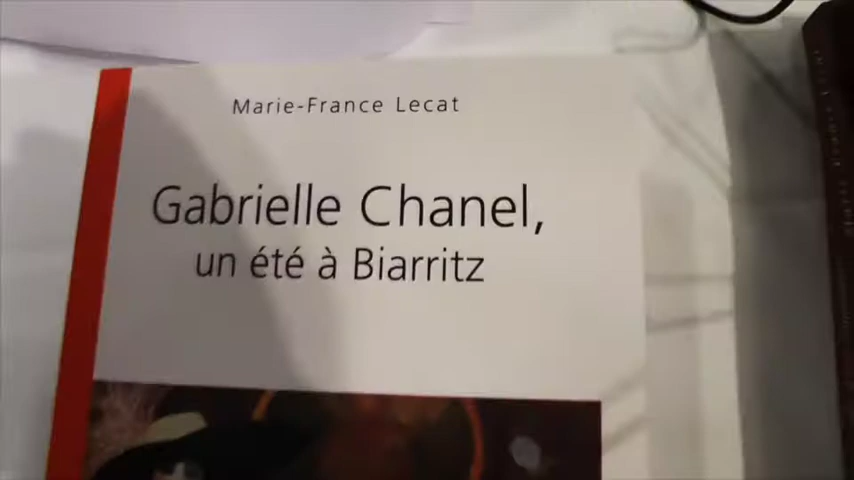 Marie-France Lecat
Gabrielle Chanel,
un été à Biarritz